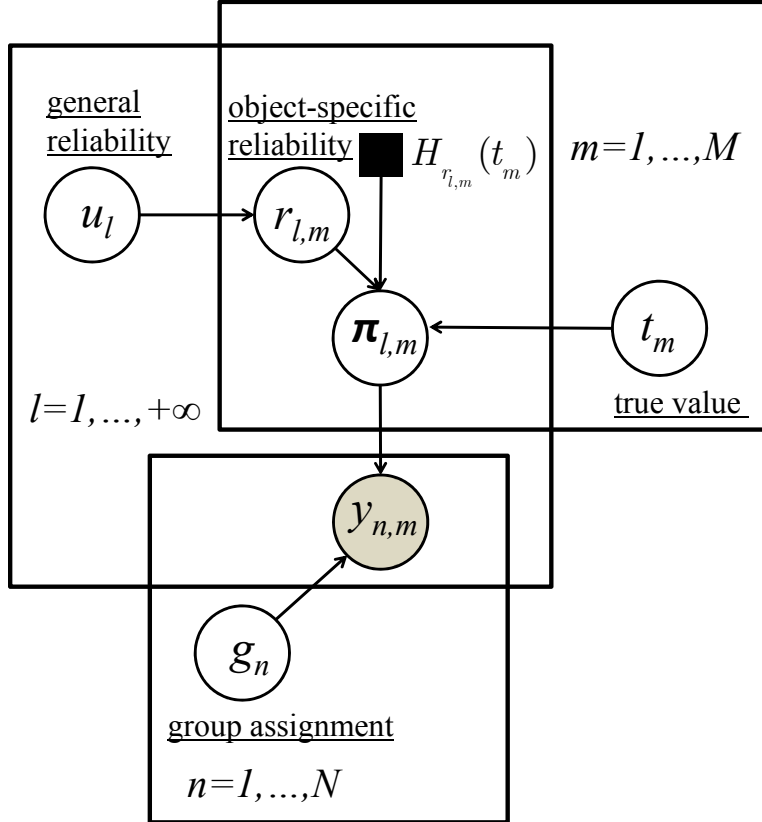 general
reliability
object-specific
reliability
H_{r_{l,m}}(t_m)
m=1,...,M
u_l
r_{l,m}
π_{l,m}
t_m
true value
l=1,...,+∞
y_{n,m}
g_n
group assignment
n=1,...,N